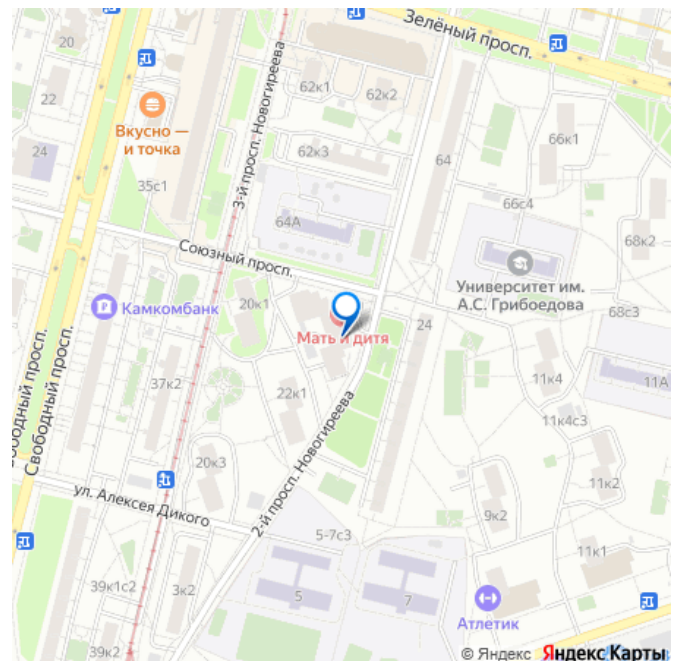 Зелёный просп.
20
62к1
62к2
3-й просп. Новогиреева
22
Вкусно —
и точка
66к1
24
62к3
64
35с1
66с4
64А
68к2
Союзный просп.
Университет им.
А.С. Грибоедова
20к1
Камкомбанк
68с3
24
Мать и дитя
Свободный просп.
37к2
11к4
11А
22к1
11к4с3
2-й просп. Новогиреева
20к3
11к2
ул. Алексея Дикого
9к2
5-7с3
11к1
39к1с2
3к2
5
7
Атлетик
39к2
© Яндекс Яндекс Карты